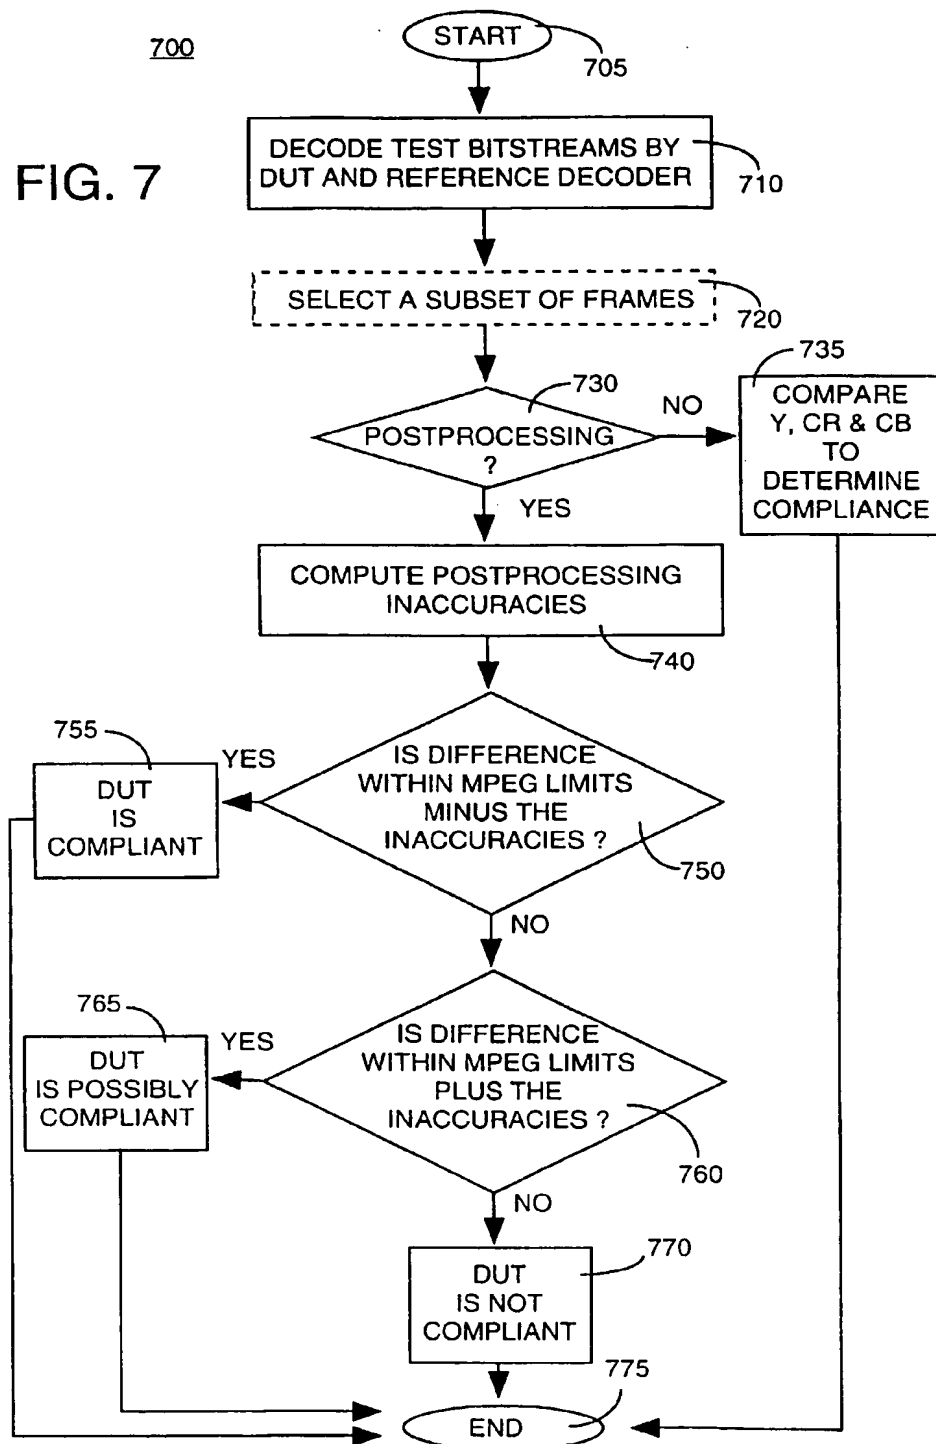 700
START
705
FIG. 7
DECODE TEST BITSTREAMS BY
DUT AND REFERENCE DECODER
710
SELECT A SUBSET OF FRAMES
720
730
POSTPROCESSING
?
NO
YES
735
COMPARE
Y, CR & CB
TO
DETERMINE
COMPLIANCE
COMPUTE POSTPROCESSING
INACCURACIES
740
755
YES
DUT
IS
COMPLIANT
IS DIFFERENCE
WITHIN MPEG LIMITS
MINUS THE
INACCURACIES ?
750
NO
765
YES
DUT
IS POSSIBLY
COMPLIANT
IS DIFFERENCE
WITHIN MPEG LIMITS
PLUS THE
INACCURACIES ?
760
NO
770
DUT
IS NOT
COMPLIANT
775
END